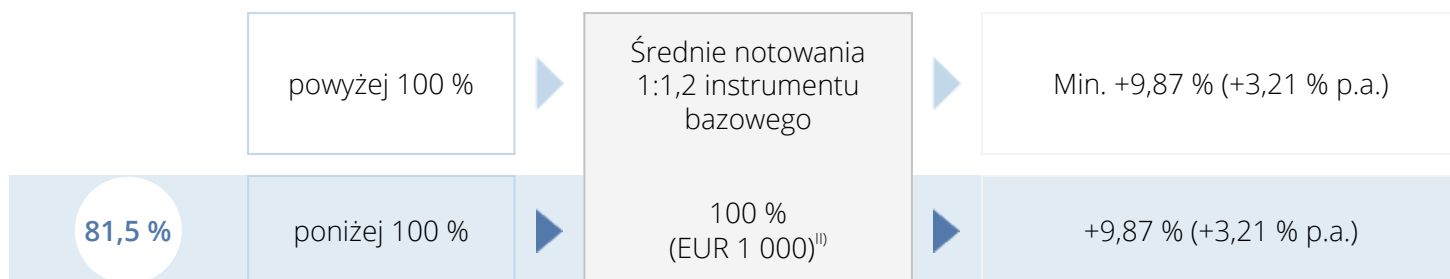 powyżej 100 %
Średnie notowania
1:1,2 instrumentu
bazowego
Min. +9,87 % (+3,21 % p.a.)
81,5 %
poniżej 100 %
100 %
(EUR 1 000)II)
+9,87 % (+3,21 % p.a.)